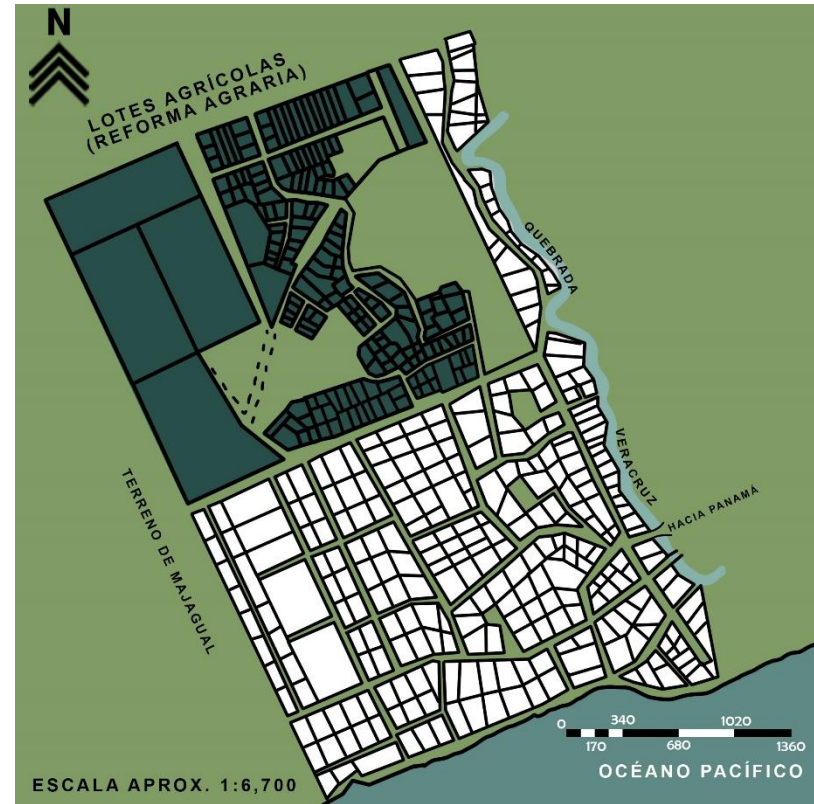 N
LOTES AGRÍCOLAS
(REFORMA AGRARIA)
QUEBRADA
VERACRUZ
HACIA PANAMÁ
TERRENO DE MAJAGUAL
0 340 1020
170 680 1360
OCÉANO PACÍFICO
ESCALA APROX. 1:6,700